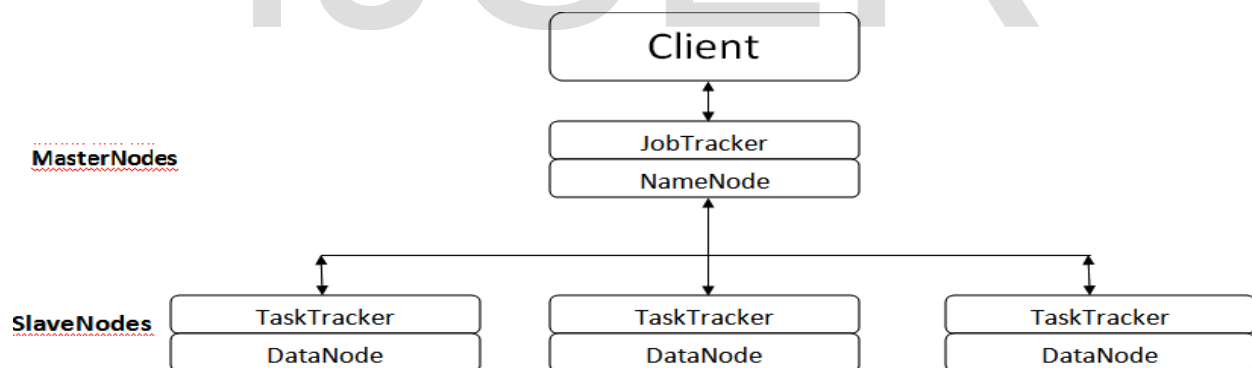 Client
JobTracker
MasterNodes
NameNode
SlaveNodes
TaskTracker
TaskTracker
TaskTracker
DataNode
DataNode
DataNode